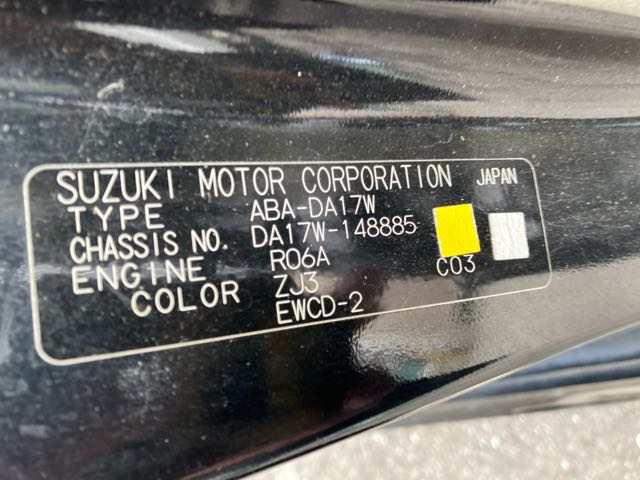 SUZUKI MOTOR CORPORATION JAPAN
TYPE ABA-DA17W
CHASSIS NO. DA17W-148885
ENGINE R06A
COLOR ZJ3 C03
EWCD-2